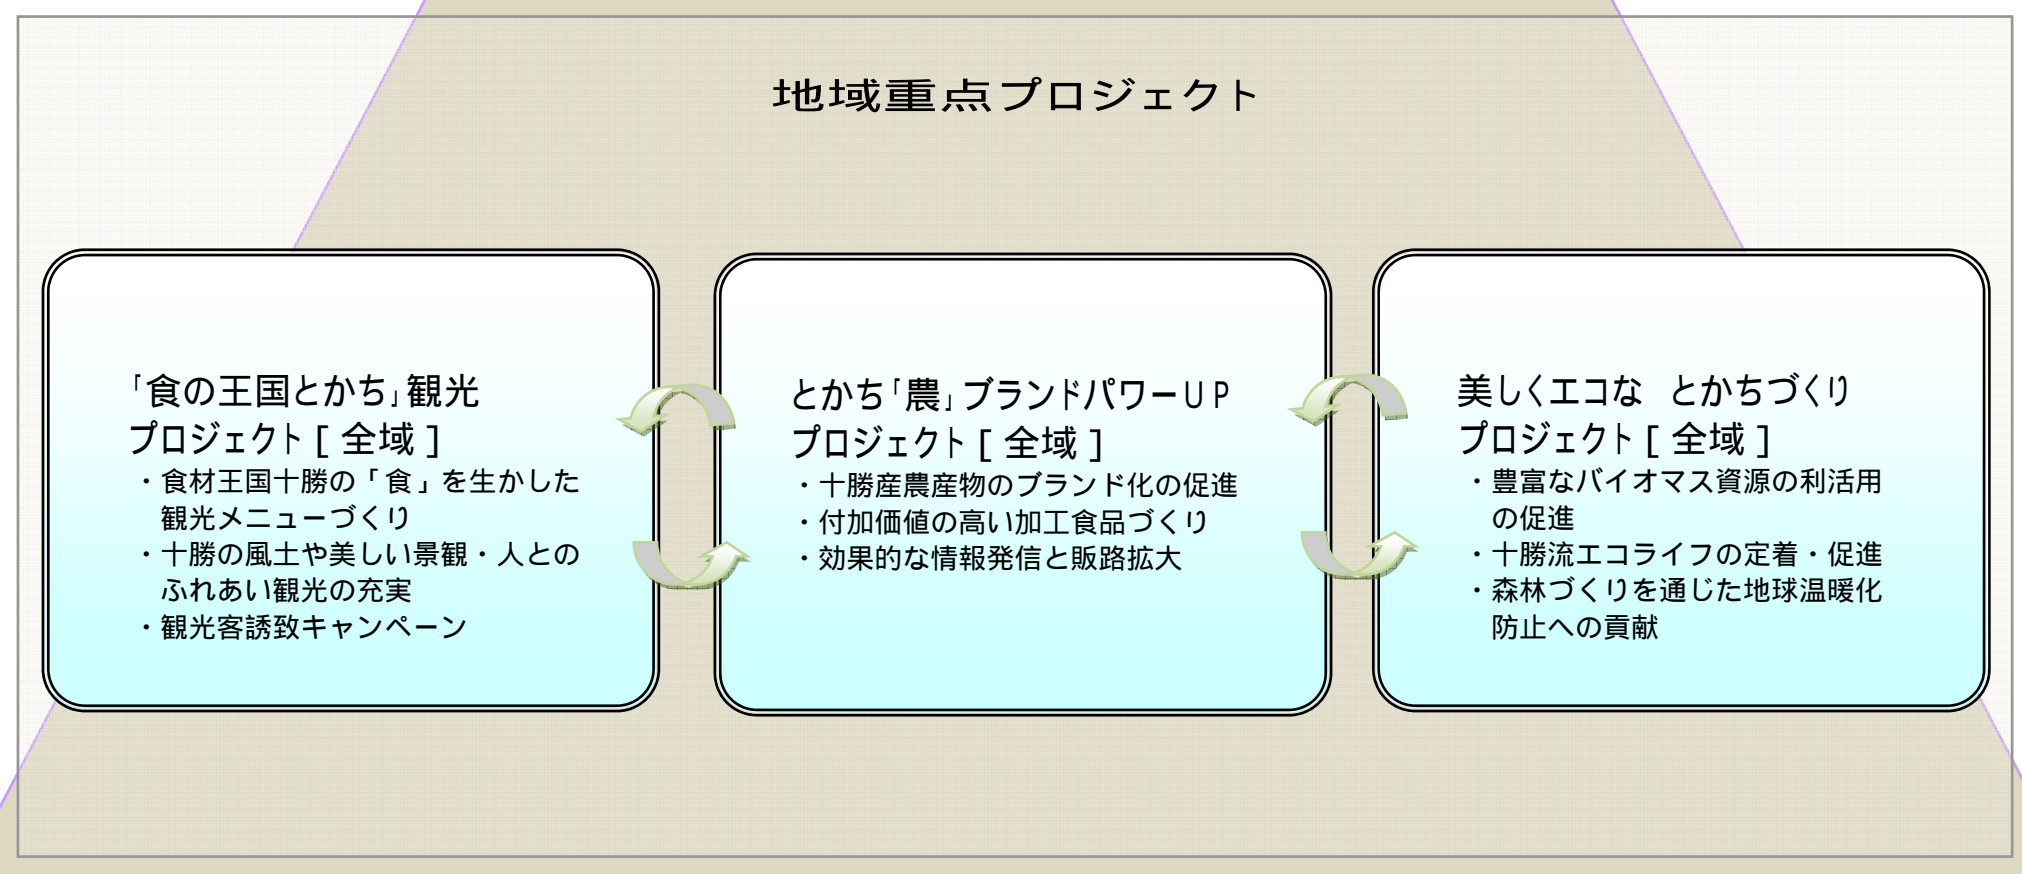 地域重点プロジェクト
「食の王国とかち」観光
プロジェクト[全域]
・食材王国十勝の「食」を生かした
観光メニューづくり
・十勝の風土や美しい景観・人との
ふれあい観光の充実
・観光客誘致キャンペーン
とかち「農」ブランドパワーUP
プロジェクト[全域]
・十勝産農産物のブランド化の促進
・付加価値の高い加工食品づくり
・効果的な情報発信と販路拡大
美しくエコな とかちづくり
プロジェクト[全域]
・豊富なバイオマス資源の利活用
の促進
・十勝流エコライフの定着・促進
・森林づくりを通じた地球温暖化
防止への貢献